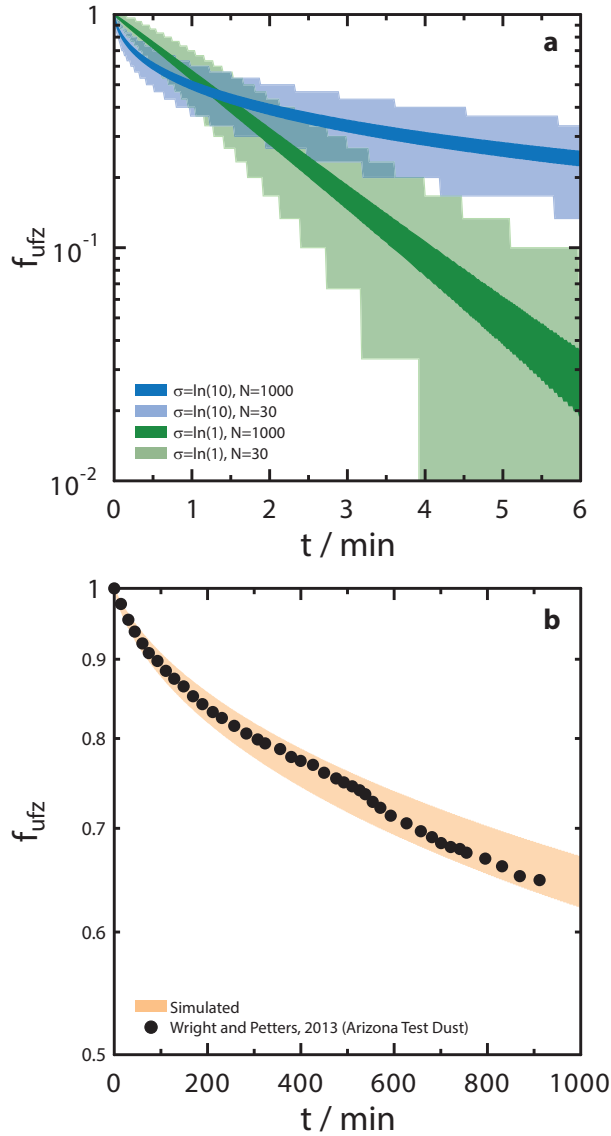 1
a
10⁻¹
10⁻²
f_ufz
σ=ln(10), N=1000
σ=ln(10), N=30
σ=ln(1), N=1000
σ=ln(1), N=30
0 1 2 3 4 5 6
t / min
1
b
0.9
0.8
0.7
0.6
0.5
f_ufz
Simulated
Wright and Petters, 2013 (Arizona Test Dust)
0 200 400 600 800 1000
t / min